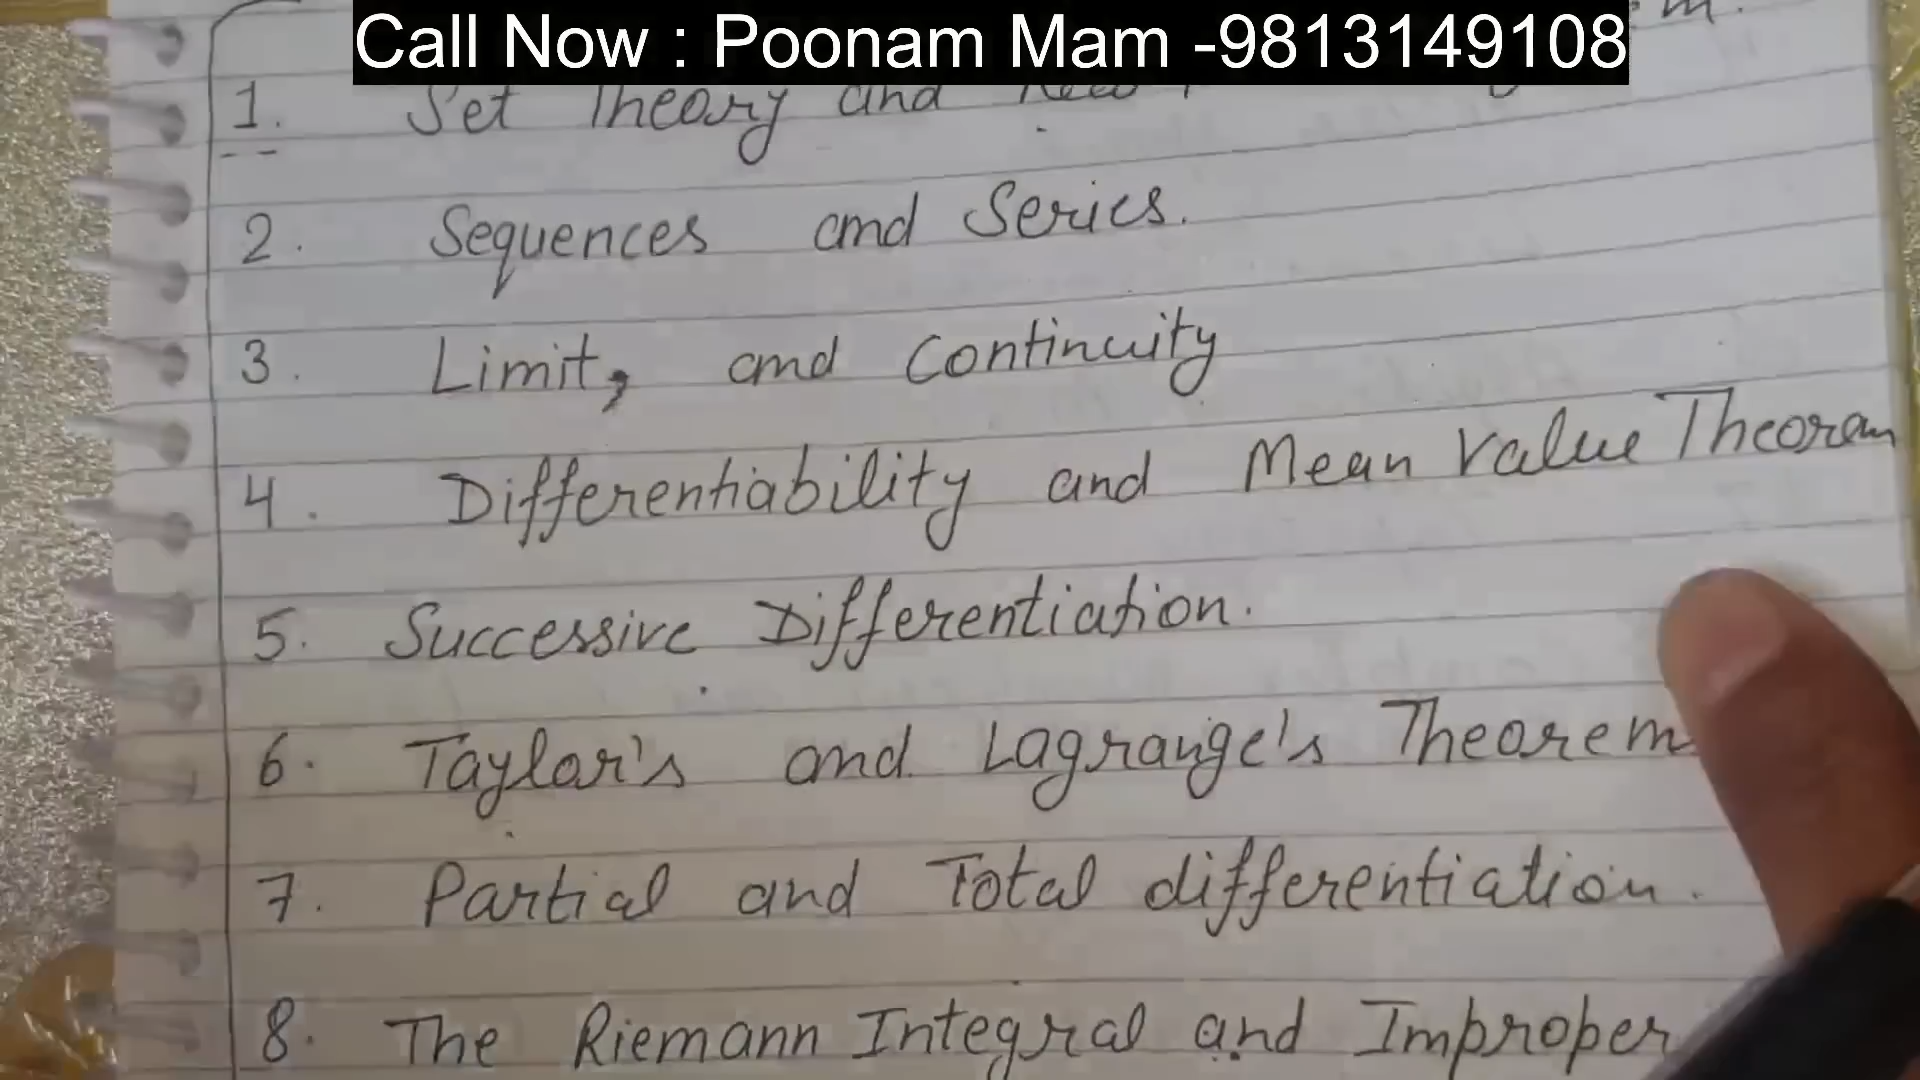 Call Now : Poonam Mam -9813149108
1. Set Theory and
2. Sequences and Series.
3. Limit, and Continuity
4. Differentiability and Mean Value Theorem
5. Successive Differentiation.
6. Taylor's and Lagrange's Theorem
7. Partial and Total differentiation.
8. The Riemann Integral and Improper